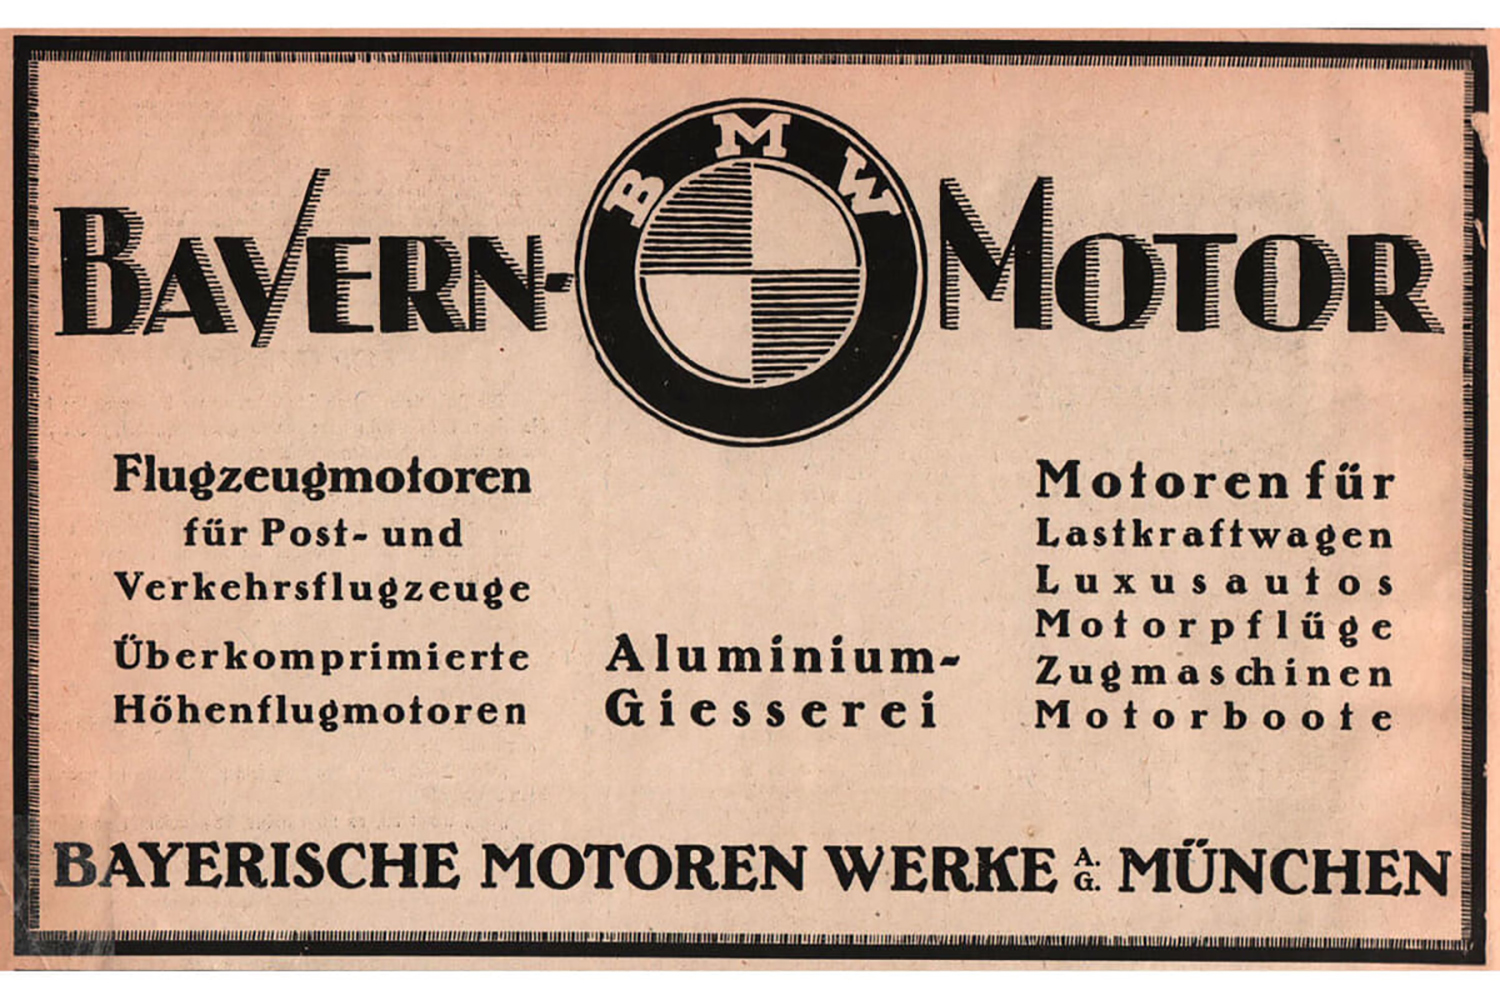 BAYERN-
BMW
MOTOR
Flugzeugmotoren
für Post- und
Verkehrsflugzeuge
Überkomprimierte
Höhenflugmotoren
Aluminium-
Giesserei
Motoren für
Lastkraftwagen
Luxusautos
Motorpflüge
Zugmaschinen
Motorboote
BAYERISCHE MOTOREN WERKE A.G. MÜNCHEN